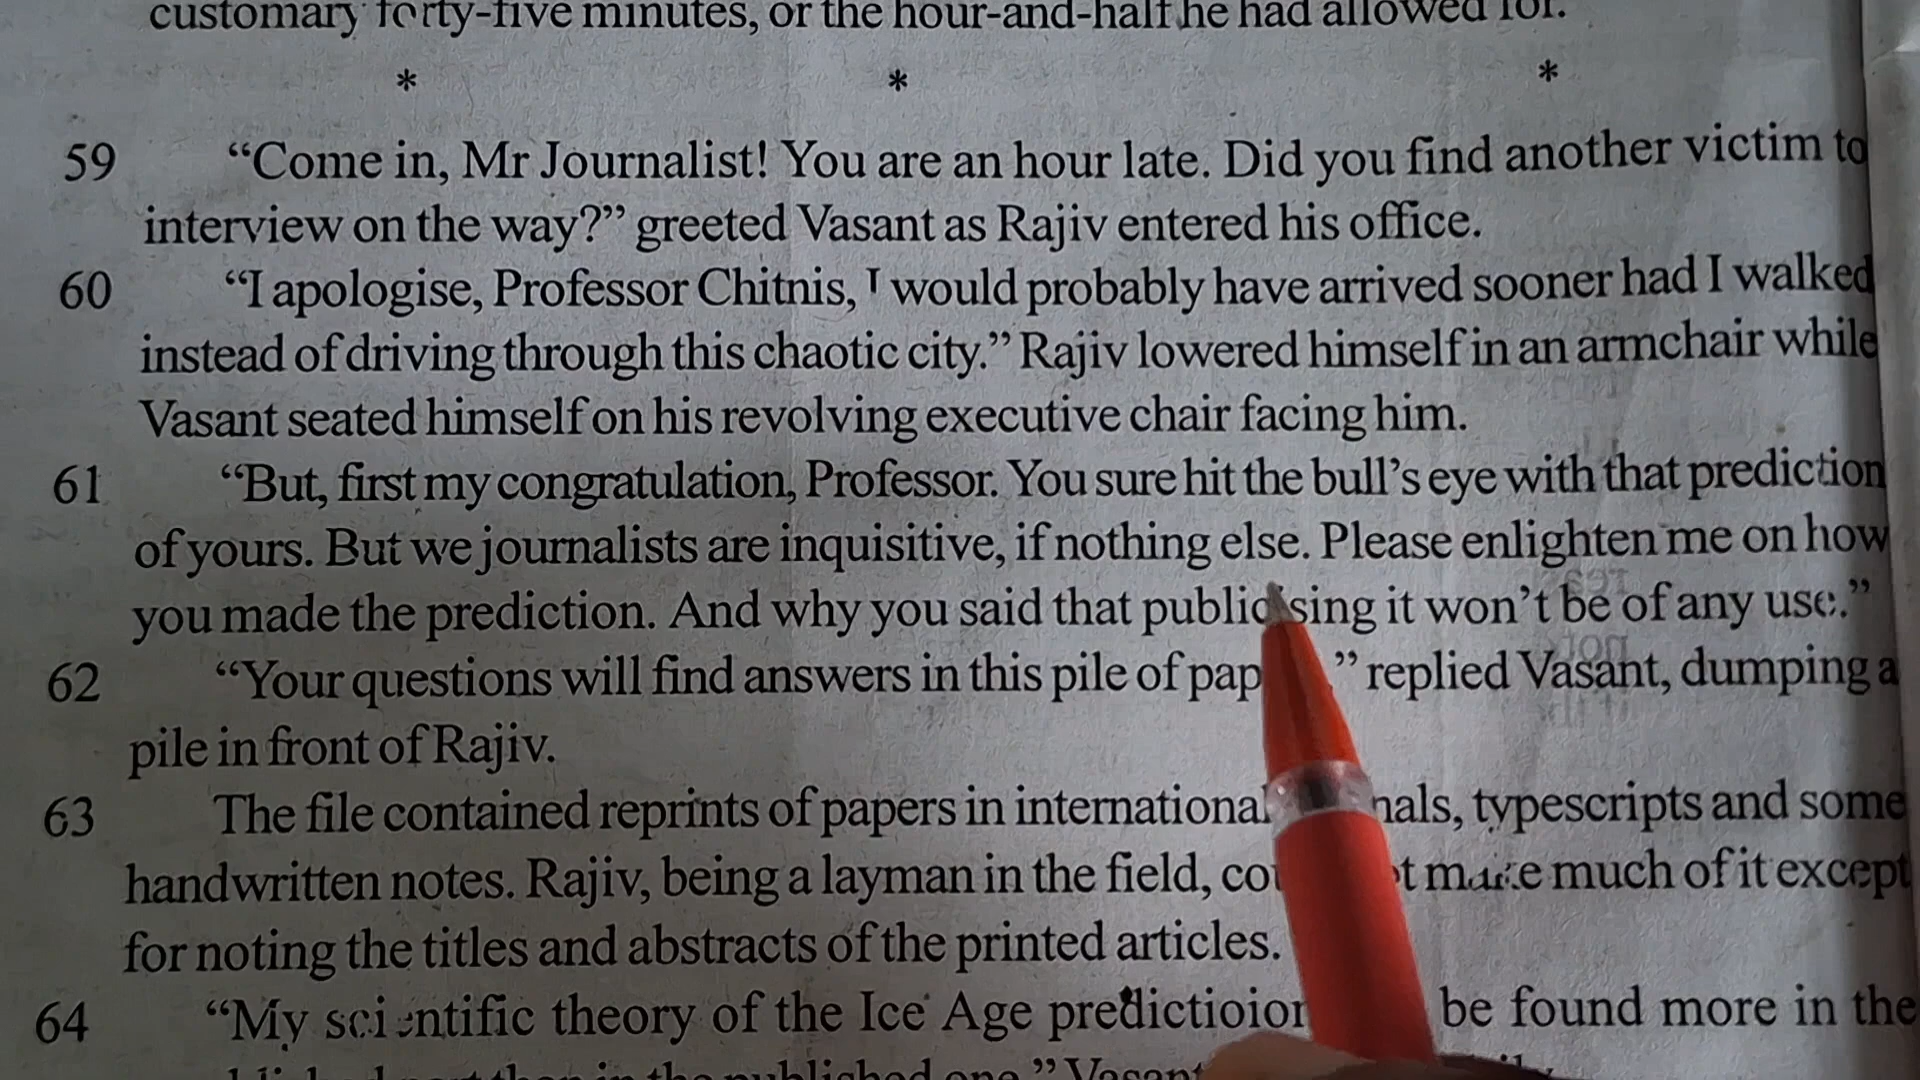 customary forty-five minutes, or the hour-and-half he had allowed for.
* * *
59 “Come in, Mr Journalist! You are an hour late. Did you find another victim to
interview on the way?” greeted Vasant as Rajiv entered his office.
60 “I apologise, Professor Chitnis, I would probably have arrived sooner had I walked
instead of driving through this chaotic city.” Rajiv lowered himself in an armchair while
Vasant seated himself on his revolving executive chair facing him.
61 “But, first my congratulation, Professor. You sure hit the bull’s eye with that prediction
of yours. But we journalists are inquisitive, if nothing else. Please enlighten me on how
you made the prediction. And why you said that publicising it won’t be of any use.”
62 “Your questions will find answers in this pile of ” replied Vasant, dumping a
pile in front of Rajiv.
63 The file contained reprints of papers in international typescripts and some
handwritten notes. Rajiv, being a layman in the field, make much of it except
for noting the titles and abstracts of the printed articles.
64 “My scientific theory of the Ice Age predictioion be found more in the
than in the published one.” Vasant